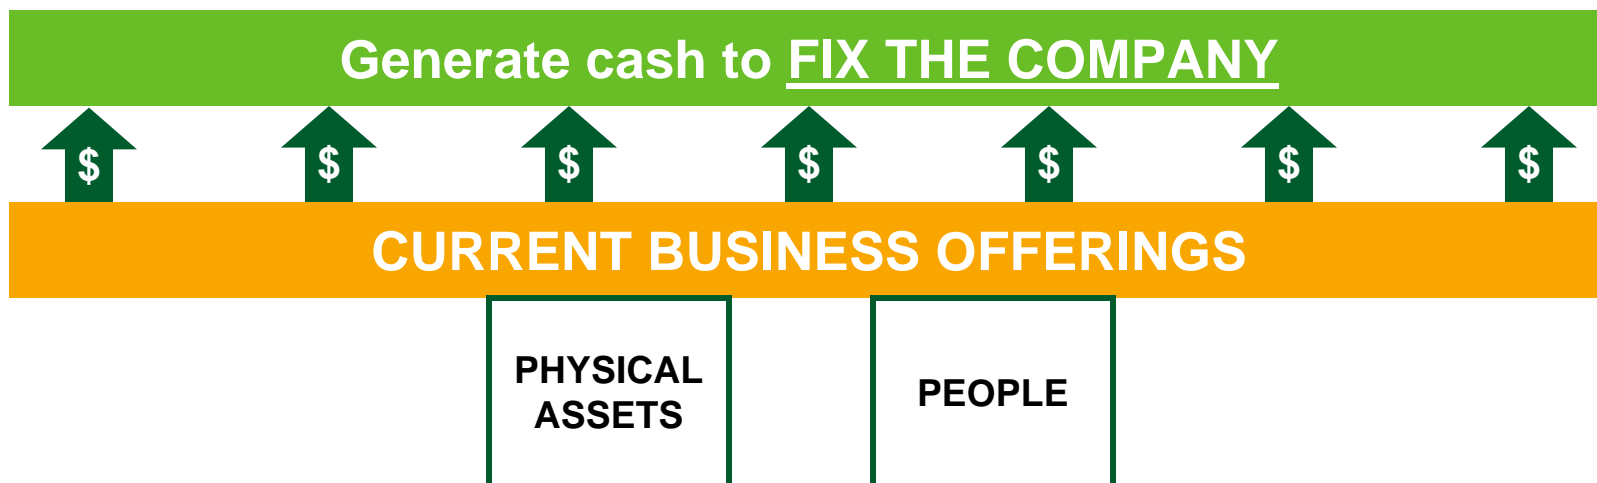 Generate cash to FIX THE COMPANY
$ $ $ $ $ $ $
CURRENT BUSINESS OFFERINGS
PHYSICAL
ASSETS
PEOPLE